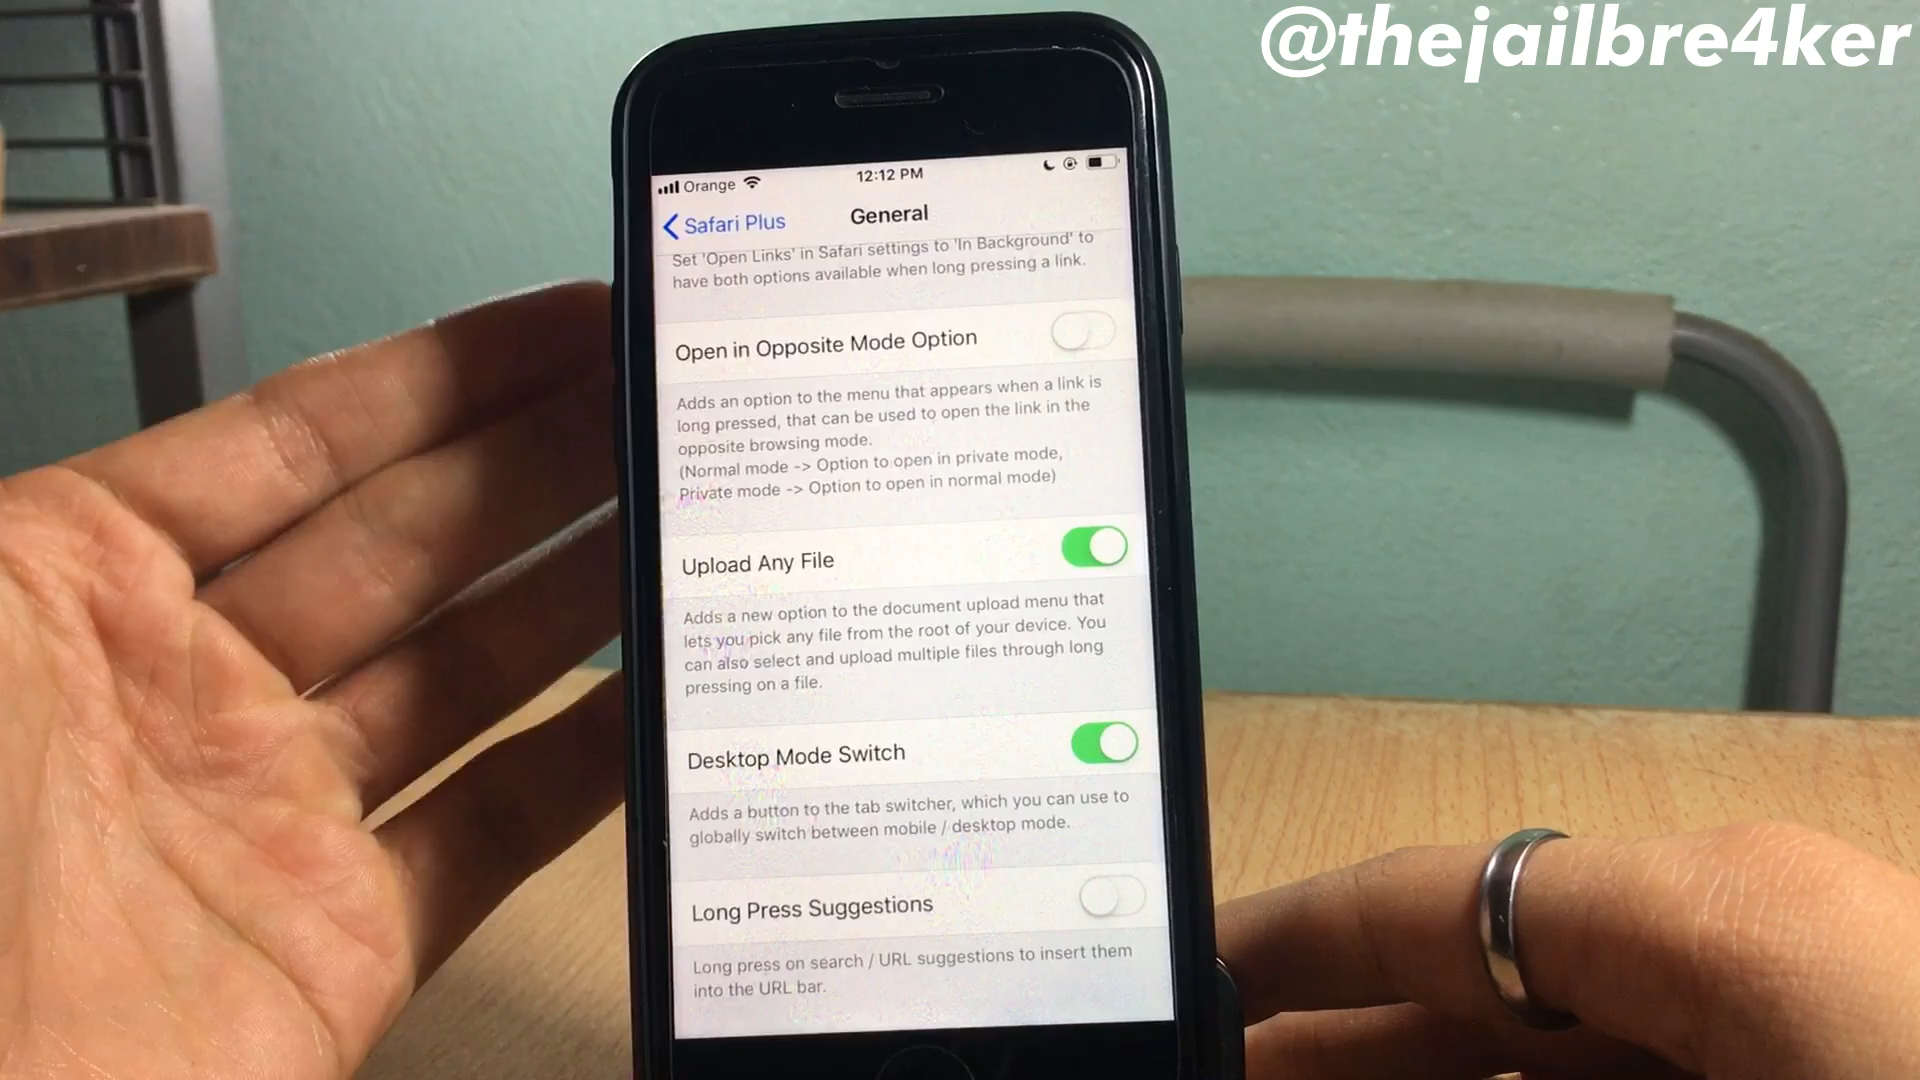 @thejailbre4ker
Orange
12:12 PM
Safari Plus
General
Set 'Open Links' in Safari settings to 'In Background' to
have both options available when long pressing a link.
Open in Opposite Mode Option
Adds an option to the menu that appears when a link is
long pressed, that can be used to open the link in the
opposite browsing mode.
(Normal mode -> Option to open in private mode,
Private mode -> Option to open in normal mode)
Upload Any File
Adds a new option to the document upload menu that
lets you pick any file from the root of your device. You
can also select and upload multiple files through long
pressing on a file.
Desktop Mode Switch
Adds a button to the tab switcher, which you can use to
globally switch between mobile / desktop mode.
Long Press Suggestions
Long press on search / URL suggestions to insert them
into the URL bar.